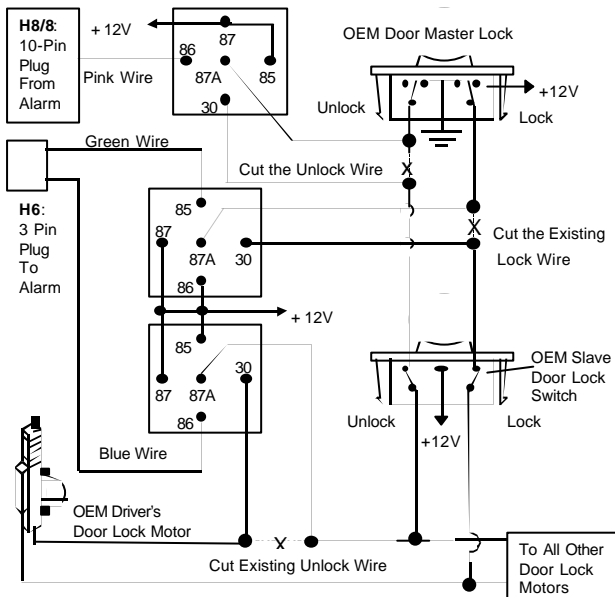 H8/8:
10-Pin
Plug
From
Alarm
+ 12V
87
86
87A
85
30
Pink Wire
OEM Door Master Lock
Unlock
+12V
Lock
Green Wire
Cut the Unlock Wire
X
H6:
3 Pin
Plug
To
Alarm
85
87
87A
30
86
X
Cut the Existing
Lock Wire
+ 12V
85
30
87
87A
86
OEM Slave
Door Lock
Switch
Unlock
+12V
Lock
Blue Wire
OEM Driver's
Door Lock Motor
X
Cut Existing Unlock Wire
To All Other
Door Lock
Motors